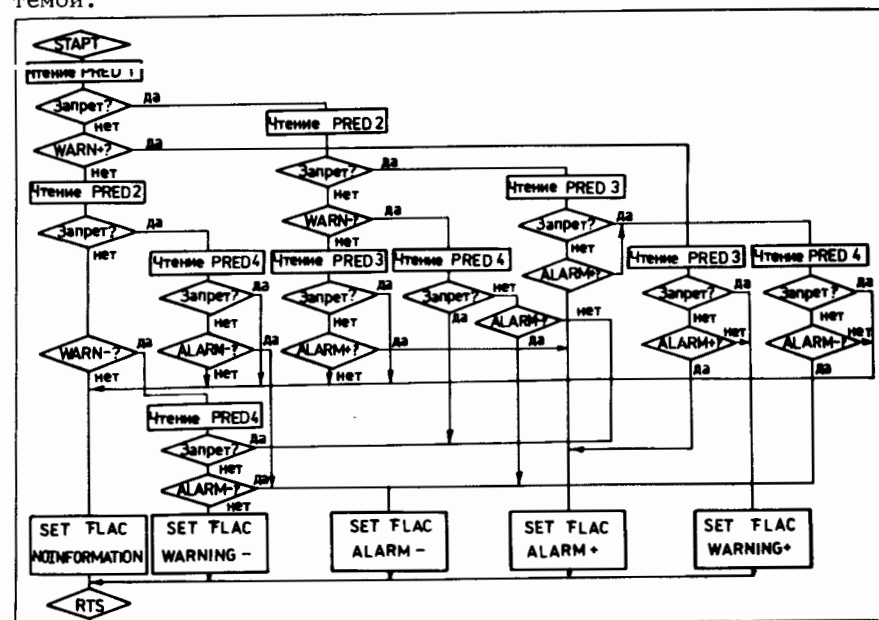 темой.
STAPT
Чтение PRED 1
Запрет? да
нет
Чтение PRED 2
WARN+? да
нет
Запрет? да
нет
Чтение PRED2
Чтение PRED 3
Запрет? да
нет
WARN-? да
нет
Запрет? да
нет
Чтение PRED4
Чтение PRED3
Чтение PRED 4
ALARM+?
Чтение PRED 3
Чтение PRED 4
Запрет? да
нет
Запрет? да
нет
Запрет? нет
да
Запрет? да
нет
Запрет? да
нет
ALARM-? нет
да
WARN-? да
нет
ALARM-? да
нет
ALARM+?
нет
ALARM+? нет
да
ALARM-? нет
да
Чтение PRED4
Запрет? да
нет
ALARM-? да
нет
SET FLAC
NOINFORMATION
SET FLAC
WARNING -
SET FLAC
ALARM -
SET FLAC
ALARM +
SET FLAC
WARNING+
RTS